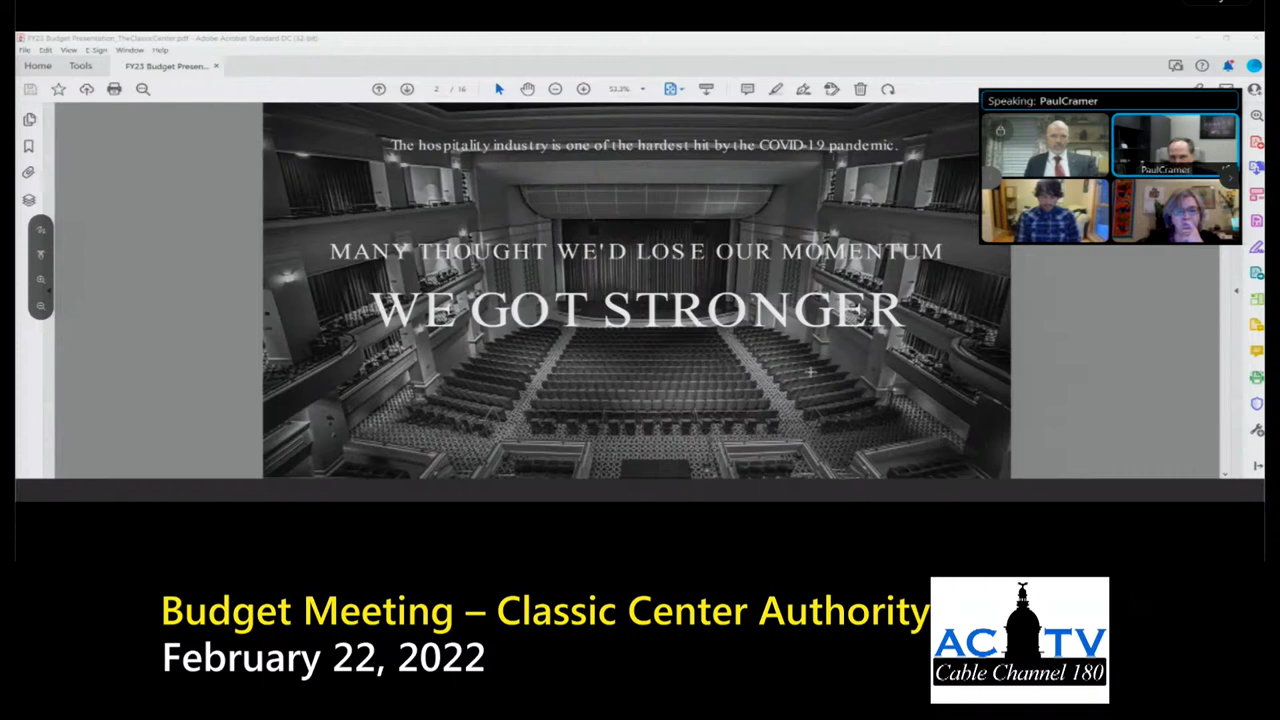 FY23 Budget Presentation_TheClassicCenter.pdf - Adobe Acrobat Standard DC (32-bit)
File Edit View E-Sign Window Help
Home Tools FY23 Budget Presen... ×
2 / 16 52.3%
Speaking: PaulCramer
The hospitality industry is one of the hardest hit by the COVID-19 pandemic.
PaulCramer
MANY THOUGHT WE'D LOSE OUR MOMENTUM
WE GOT STRONGER
Budget Meeting – Classic Center Authority
February 22, 2022
ACTV
Cable Channel 180